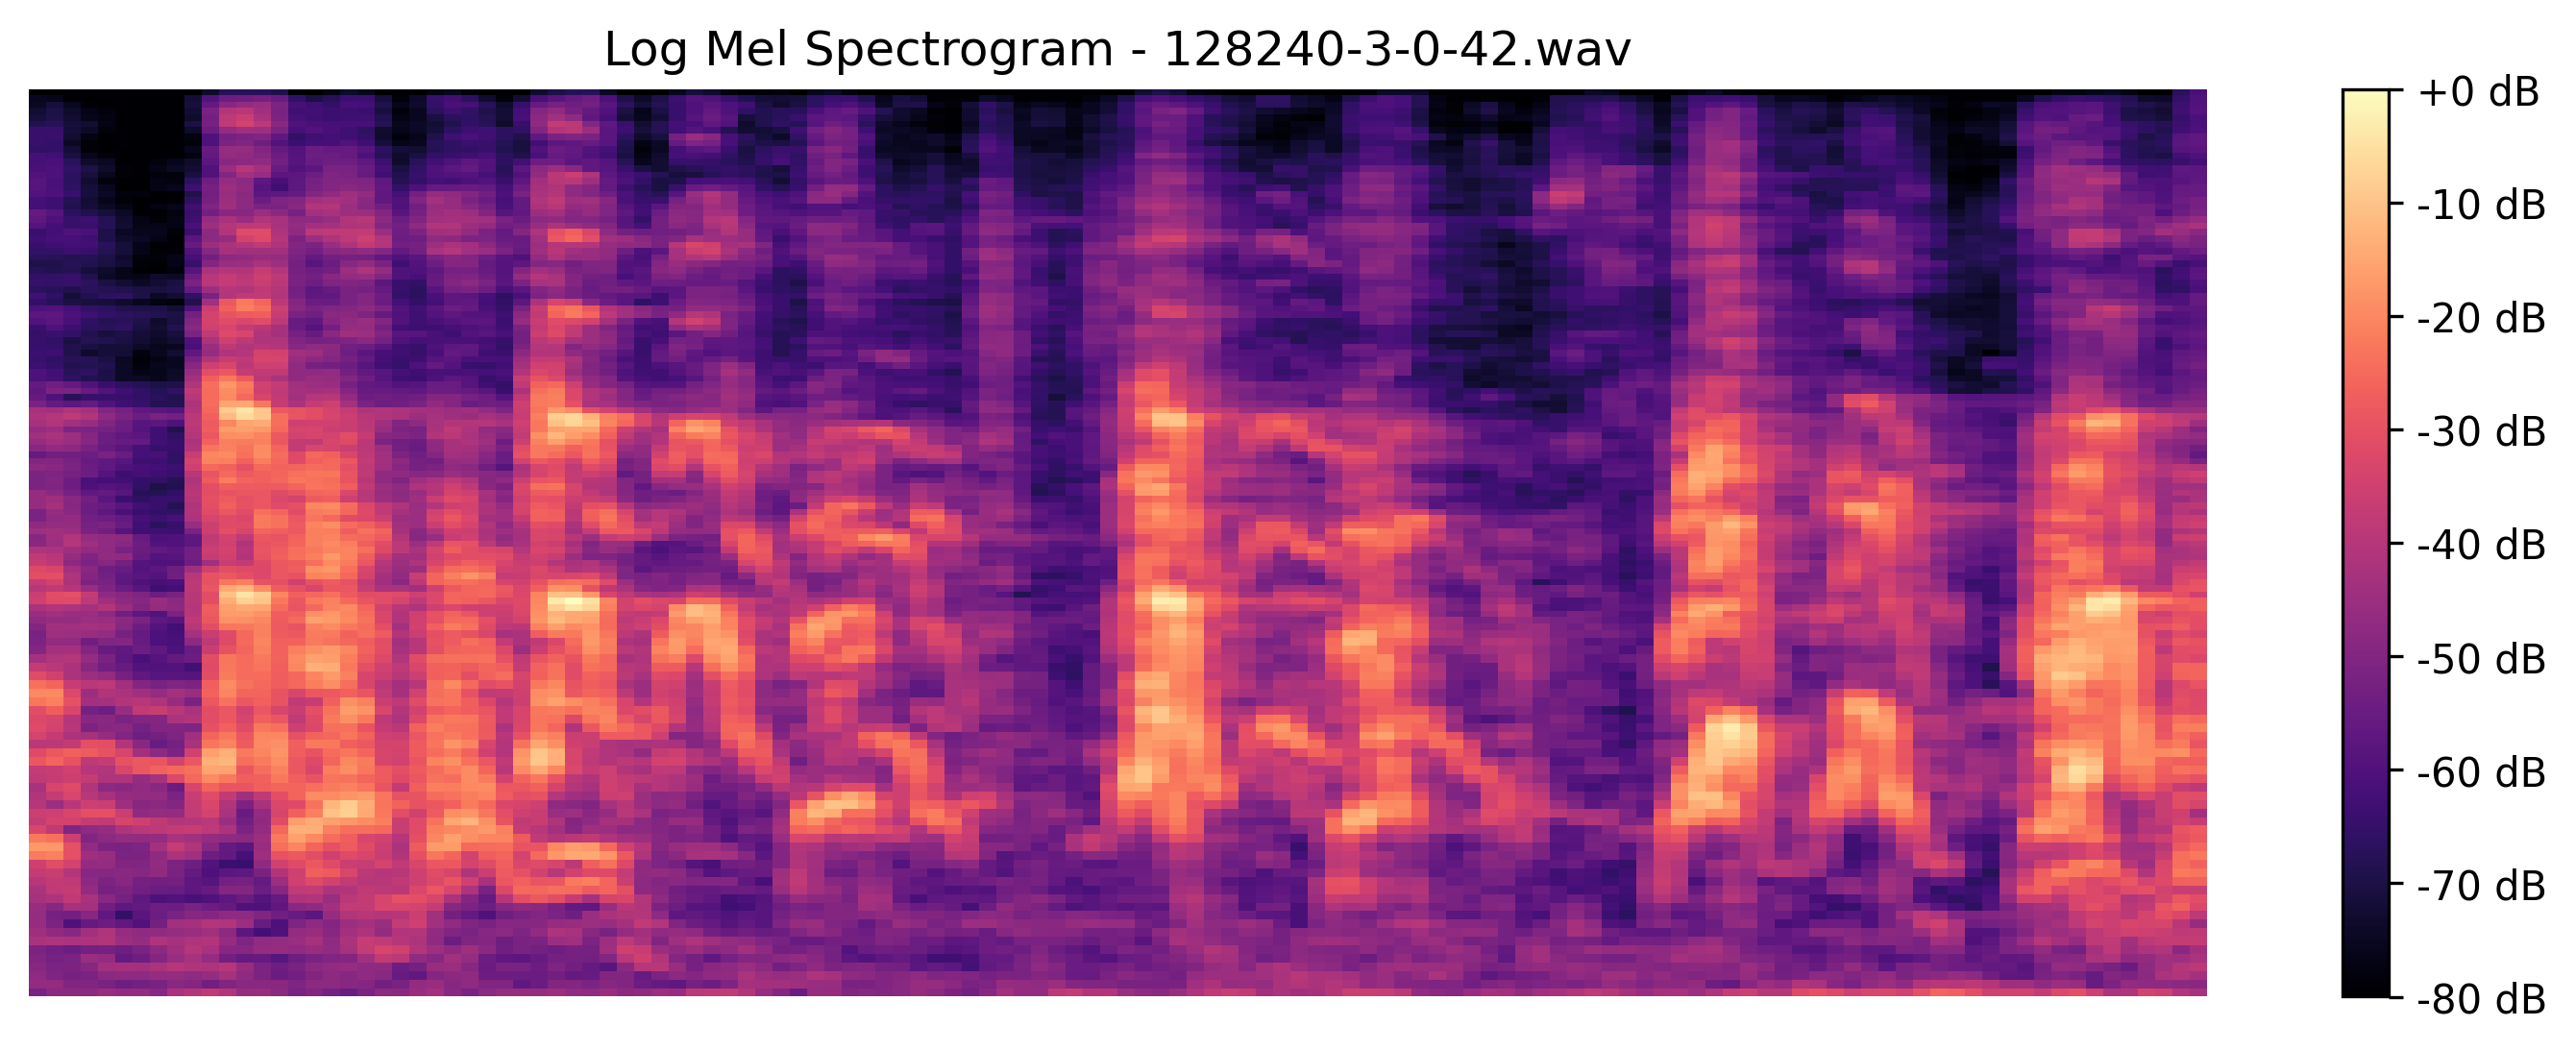 Log Mel Spectrogram - 128240-3-0-42.wav
+0 dB
-10 dB
-20 dB
-30 dB
-40 dB
-50 dB
-60 dB
-70 dB
-80 dB